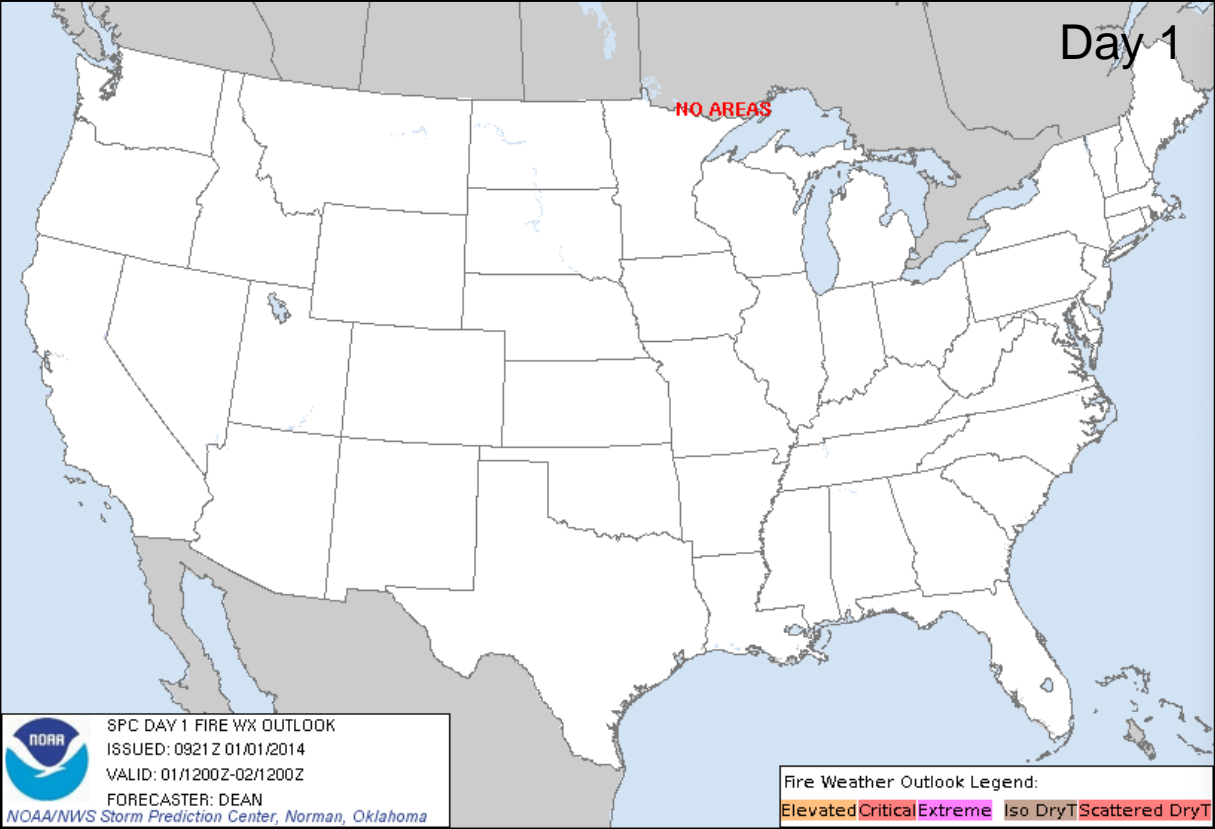 Day 1
NO AREAS
NOAA
SPC DAY 1 FIRE WX OUTLOOK
ISSUED: 0921Z 01/01/2014
VALID: 01/1200Z-02/1200Z
FORECASTER: DEAN
NOAA/NWS Storm Prediction Center, Norman, Oklahoma
Fire Weather Outlook Legend:
Elevated Critical Extreme Iso DryT Scattered DryT